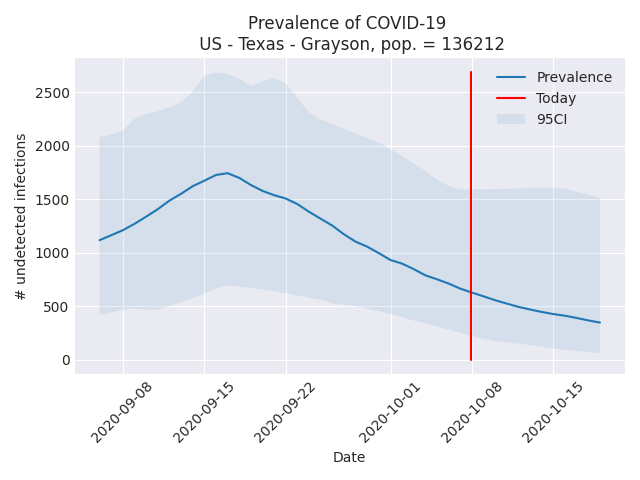 Prevalence of COVID-19
US - Texas - Grayson, pop. = 136212
Prevalence
Today
95CI
# undetected infections
2500
2000
1500
1000
500
0
2020-09-08
2020-09-15
2020-09-22
2020-10-01
2020-10-08
2020-10-15
Date